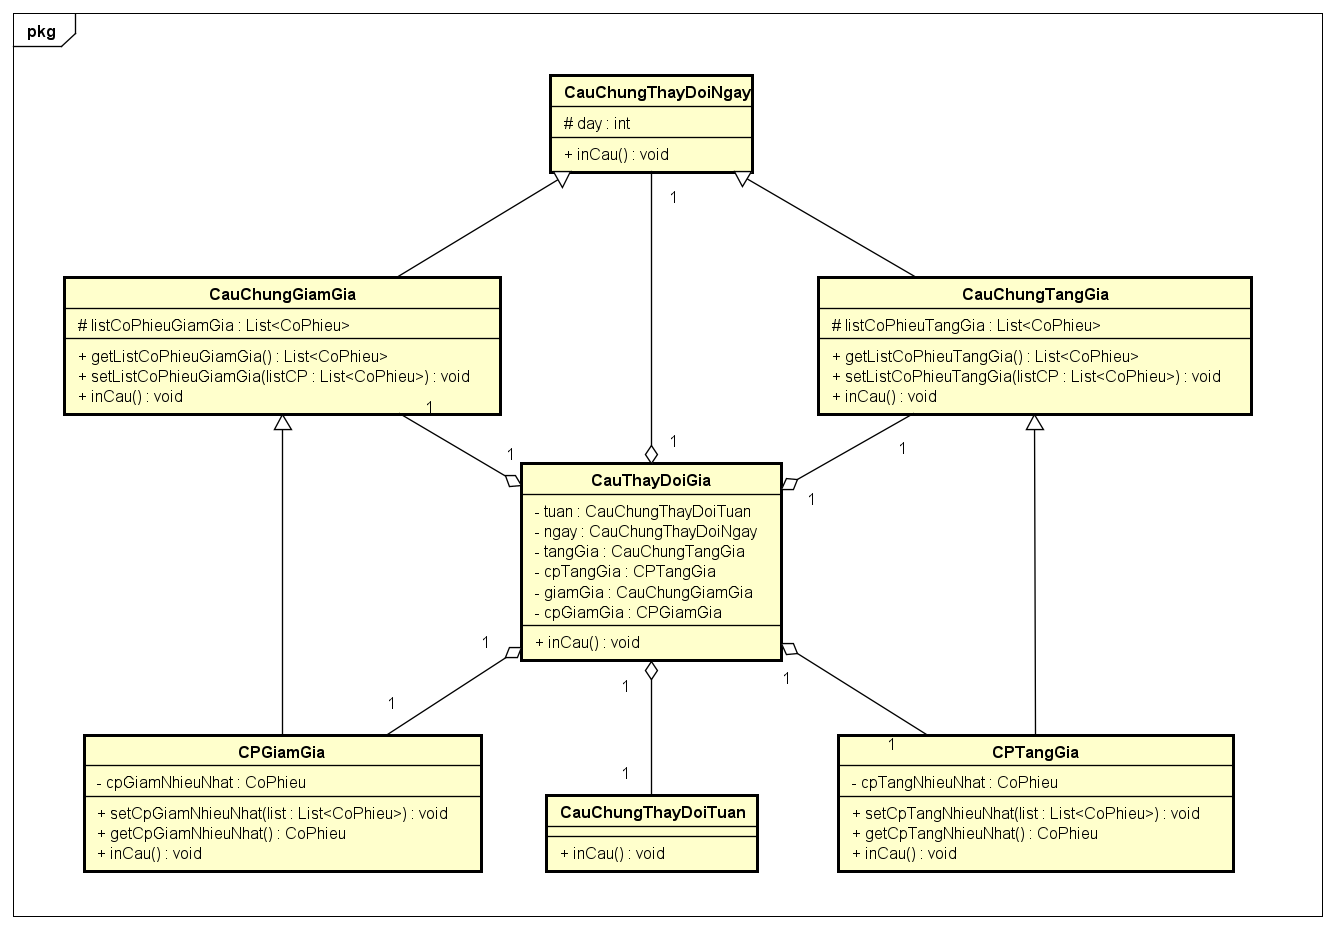 pkg
CauChungThayDoiNgay
# day : int
+ inCau() : void
1
CauChungGiamGia
# listCoPhieuGiamGia : List<CoPhieu>
+ getListCoPhieuGiamGia() : List<CoPhieu>
+ setListCoPhieuGiamGia(listCP : List<CoPhieu>) : void
+ inCau() : void
CauChungTangGia
# listCoPhieuTangGia : List<CoPhieu>
+ getListCoPhieuTangGia() : List<CoPhieu>
+ setListCoPhieuTangGia(listCP : List<CoPhieu>) : void
+ inCau() : void
1
1
1
1
1
CauThayDoiGia
- tuan : CauChungThayDoiTuan
- ngay : CauChungThayDoiNgay
- tangGia : CauChungTangGia
- cpTangGia : CPTangGia
- giamGia : CauChungGiamGia
- cpGiamGia : CPGiamGia
+ inCau() : void
1
1
1
1
1
1
CPGiamGia
- cpGiamNhieuNhat : CoPhieu
+ setCpGiamNhieuNhat(list : List<CoPhieu>) : void
+ getCpGiamNhieuNhat() : CoPhieu
+ inCau() : void
CauChungThayDoiTuan
+ inCau() : void
CPTangGia
- cpTangNhieuNhat : CoPhieu
+ setCpTangNhieuNhat(list : List<CoPhieu>) : void
+ getCpTangNhieuNhat() : CoPhieu
+ inCau() : void